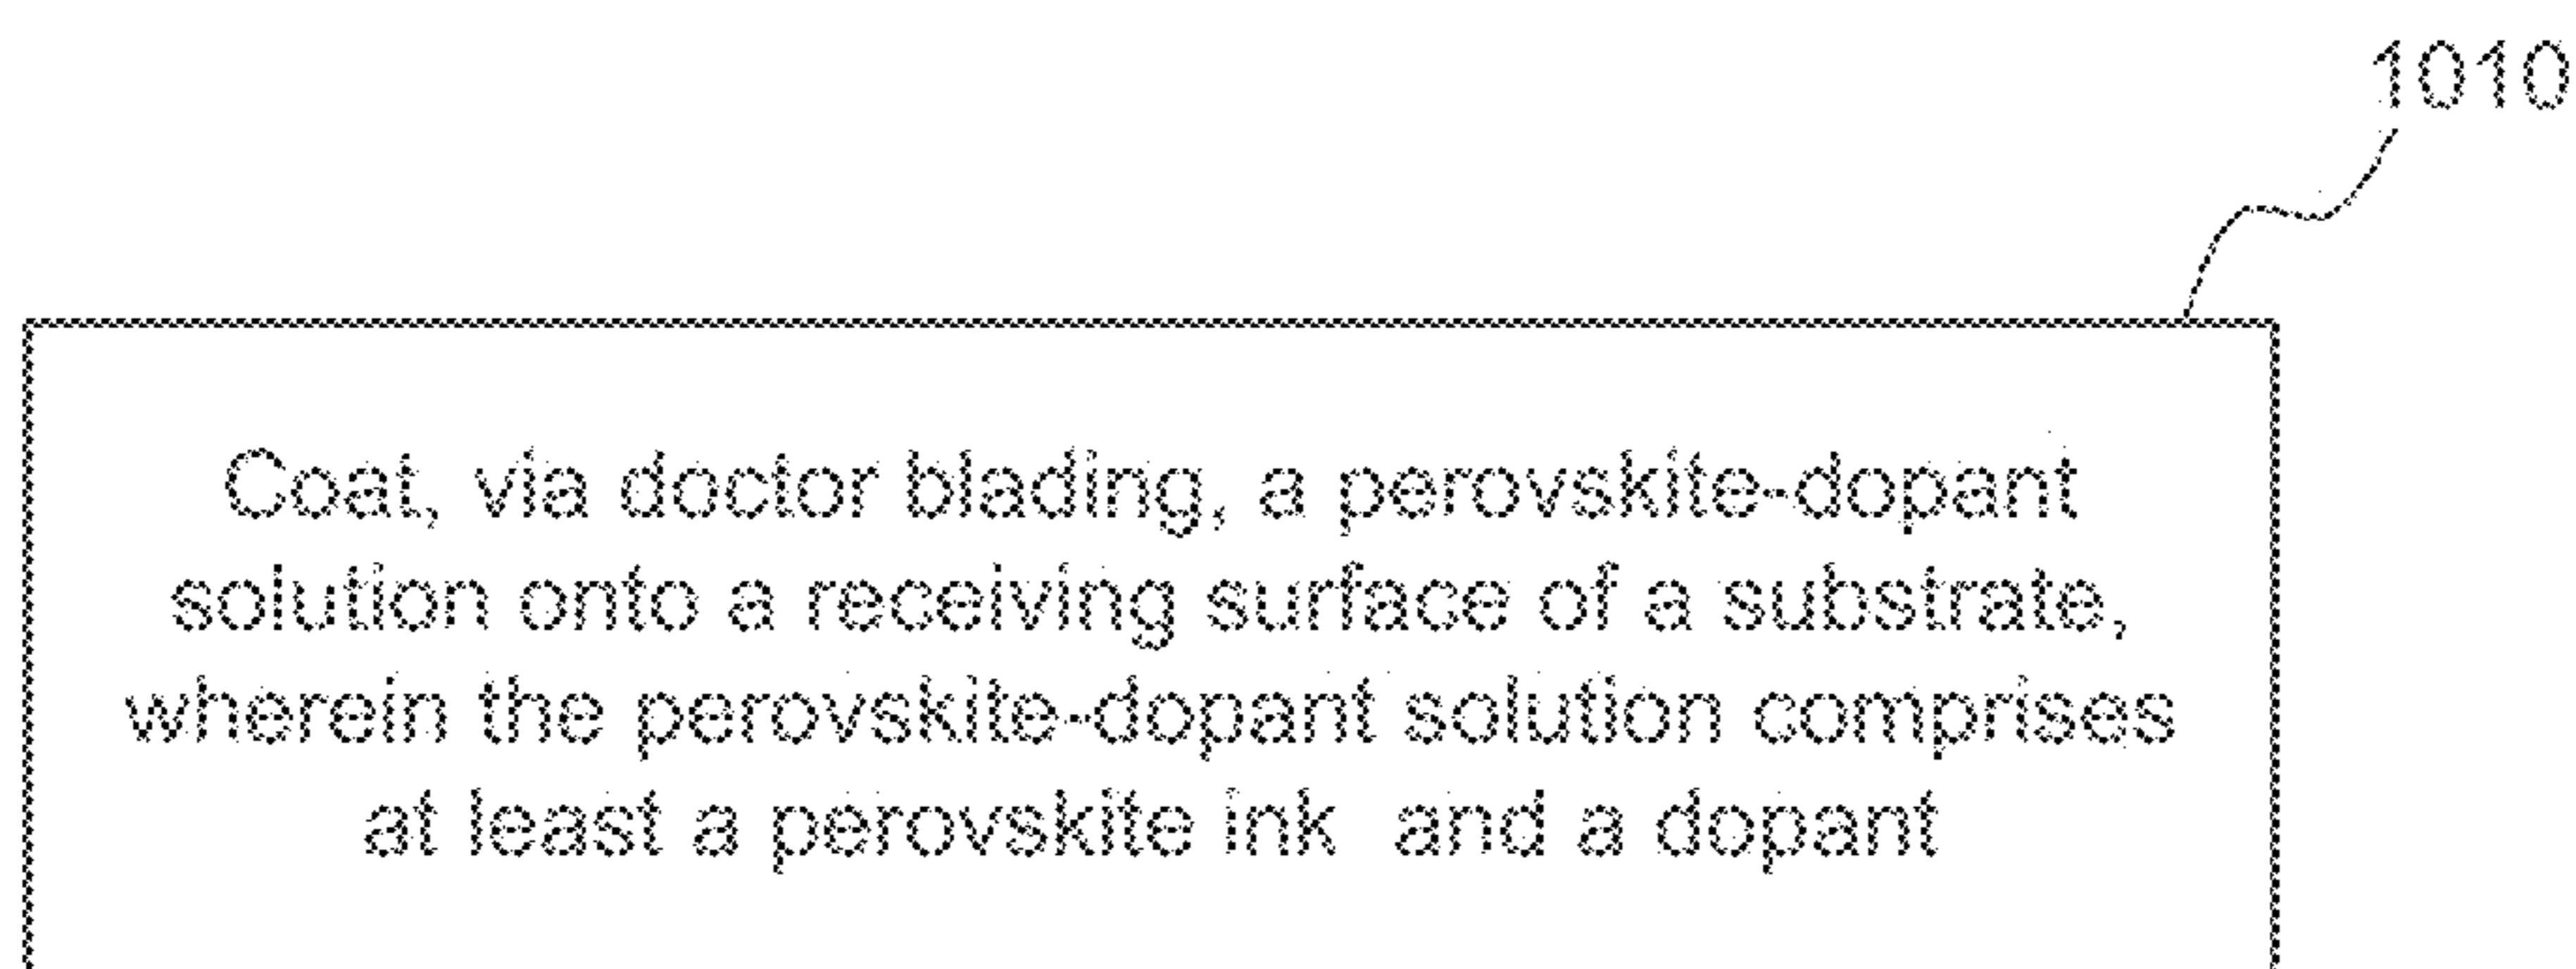 1010
Coat, via doctor blading, a perovskite-dopant
solution onto a receiving surface of a substrate,
wherein the perovskite-dopant solution comprises
at least a perovskite ink and a dopant